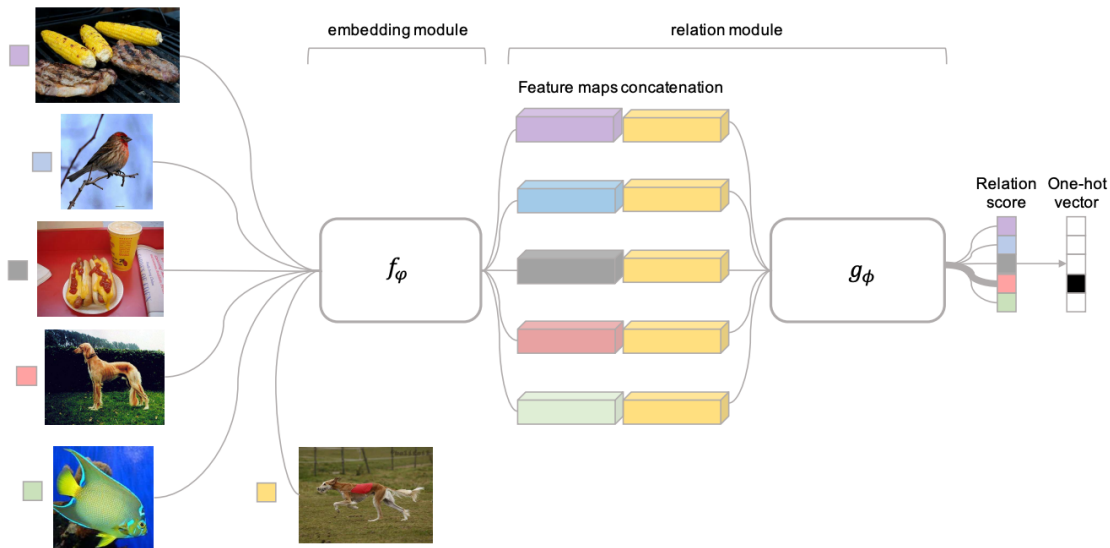 embedding module
relation module
Feature maps concatenation
Relation
score
One-hot
vector
f𝜑
g𝜙